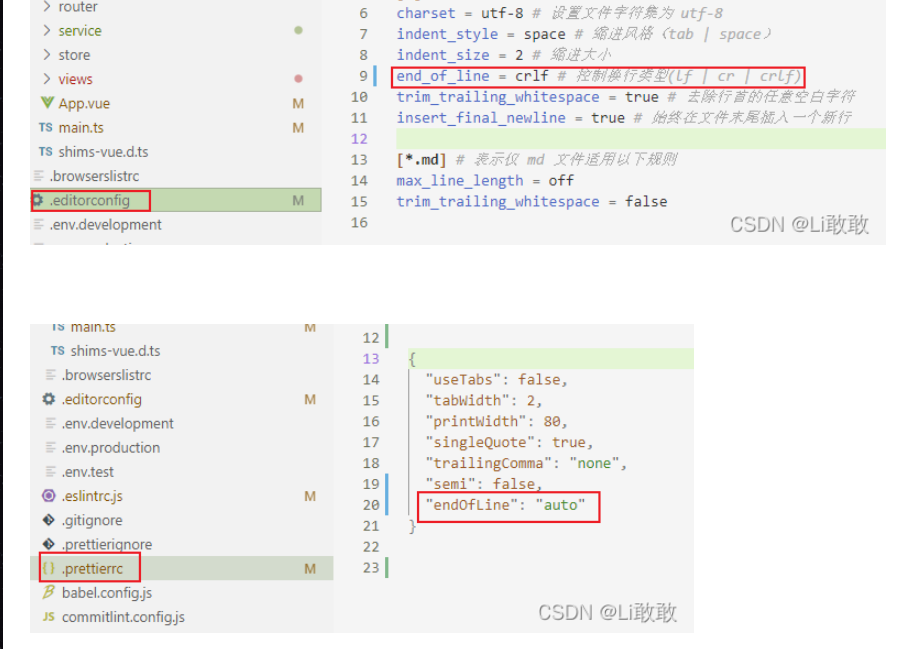 router
service
store
views
App.vue M
TS main.ts M
TS shims-vue.d.ts
.browserslistrc
.editorconfig M
.env.development
6 charset = utf-8 # 设置文件字符集为 utf-8
7 indent_style = space # 缩进风格（tab | space）
8 indent_size = 2 # 缩进大小
9 end_of_line = crlf # 控制换行类型(lf | cr | crlf)
10 trim_trailing_whitespace = true # 去除行首的任意空白字符
11 insert_final_newline = true # 始终在文件末尾插入一个新行
12
13 [*.md] # 表示仅 md 文件适用以下规则
14 max_line_length = off
15 trim_trailing_whitespace = false
16
CSDN @Li敢敢
TS main.ts M
TS shims-vue.d.ts
.browserslistrc
.editorconfig M
.env.development
.env.production
.env.test
.eslintrc.js M
.gitignore
.prettierignore
{} .prettierrc M
babel.config.js
JS commitlint.config.js
12
13 {
14 "useTabs": false,
15 "tabWidth": 2,
16 "printWidth": 80,
17 "singleQuote": true,
18 "trailingComma": "none",
19 "semi": false,
20 "endOfLine": "auto"
21 }
22
23
CSDN @Li敢敢